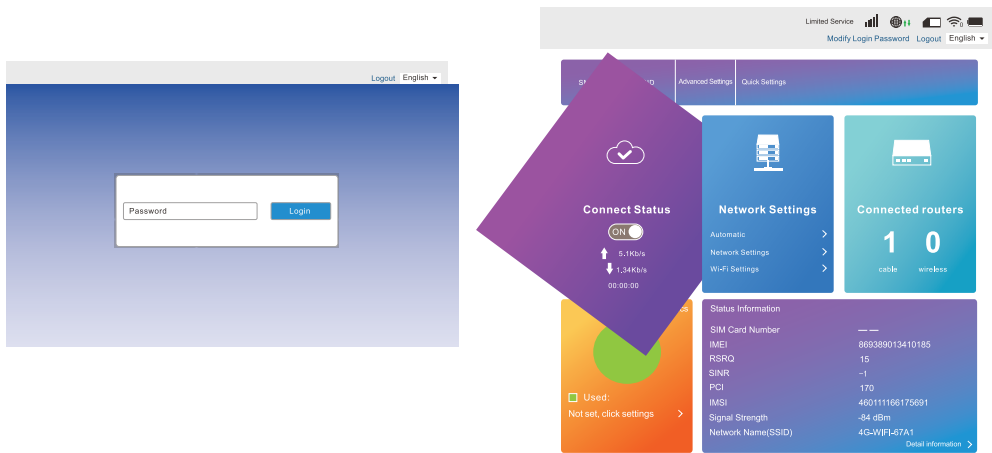 Logout English
Password
Login
Limited Service
Modify Login Password Logout English
Advanced Settings Quick Settings
Connect Status
ON
5.1Kb/s
1.34Kb/s
00:00:00
Network Settings
Automatic
Network Settings
Wi-Fi Settings
Connected routers
1 0
cable wireless
Used:
Not set, click settings
Status Information
SIM Card Number — —
IMEI 869389013410185
RSRQ 15
SINR -1
PCI 170
IMSI 460111166175691
Signal Strength -84 dBm
Network Name(SSID) 4G-WIFI-67A1
Detail information